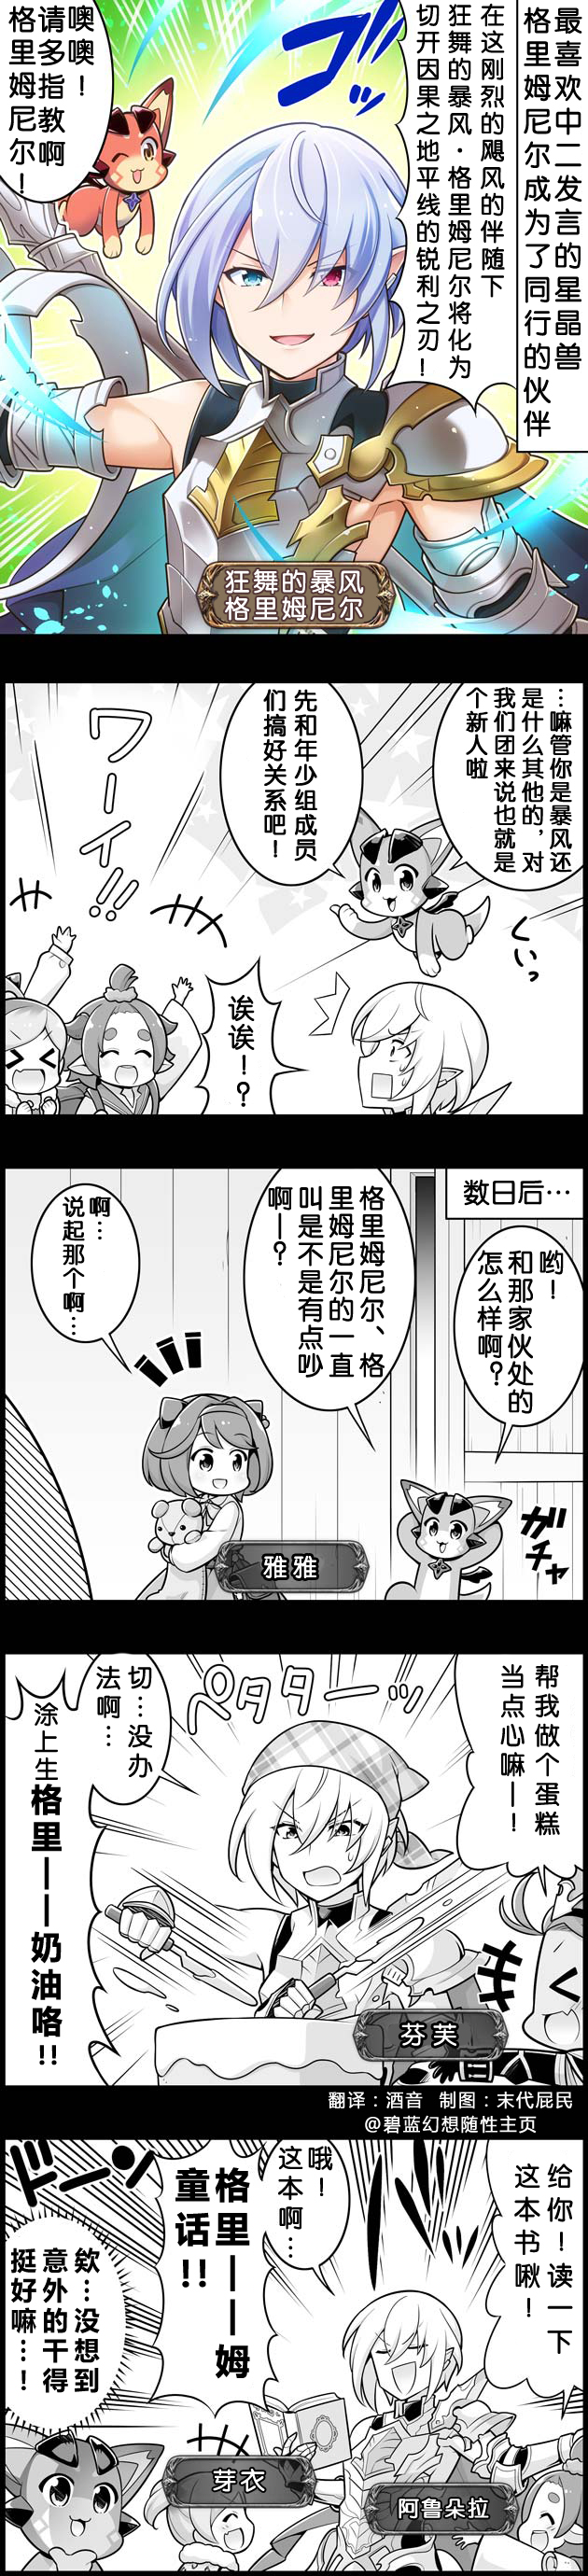 最喜欢中二发言的星晶兽
格里姆尼尔成为了同行的伙伴
在这刚烈的飓风的伴随下
狂舞的暴风·格里姆尼尔将化为
切开因果之地平线的锐利之刃！
ゴッ
噢噢！
请多指教啊
格里姆尼尔！
狂舞的暴风
格里姆尼尔
…嘛管你是暴风还
是什么其他的，对
我们团来说也就是
个新人啦
先和年少组成员
们搞好关系吧！
くいっ
ワーイ!!
诶诶！？
数日后…
哟！
和那家伙处的
怎么样啊？
ガチャ
格里姆尼尔、格
里姆尼尔的一直
叫是不是有点吵
啊—？
啊…
说起那个啊…
雅雅
帮我做个蛋糕
当点心嘛—！
ペタター…
切…没办
法啊…
涂上生格里——奶油咯!!
芬芙
翻译：酒音 制图：末代屁民
@碧蓝幻想随性主页
给你！读一下
这本书啾！
哦！
这本啊…
格里——姆
童话!!
ドーン
欸…没想到
意外的干得
挺好嘛…！
芽衣
阿鲁朵拉